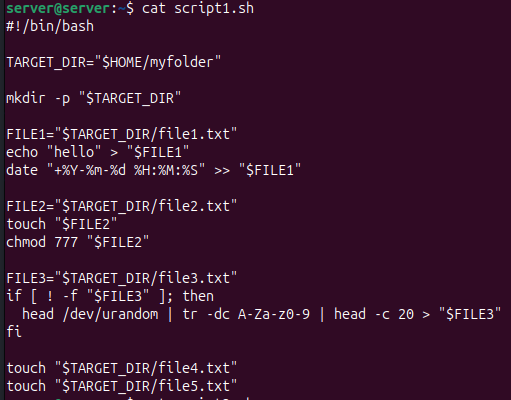 server@server:~$ cat script1.sh
#!/bin/bash
TARGET_DIR="$HOME/myfolder"
mkdir -p "$TARGET_DIR"
FILE1="$TARGET_DIR/file1.txt"
echo "hello" > "$FILE1"
date "+%Y-%m-%d %H:%M:%S" >> "$FILE1"
FILE2="$TARGET_DIR/file2.txt"
touch "$FILE2"
chmod 777 "$FILE2"
FILE3="$TARGET_DIR/file3.txt"
if [ ! -f "$FILE3" ]; then
  head /dev/urandom | tr -dc A-Za-z0-9 | head -c 20 > "$FILE3"
fi
touch "$TARGET_DIR/file4.txt"
touch "$TARGET_DIR/file5.txt"